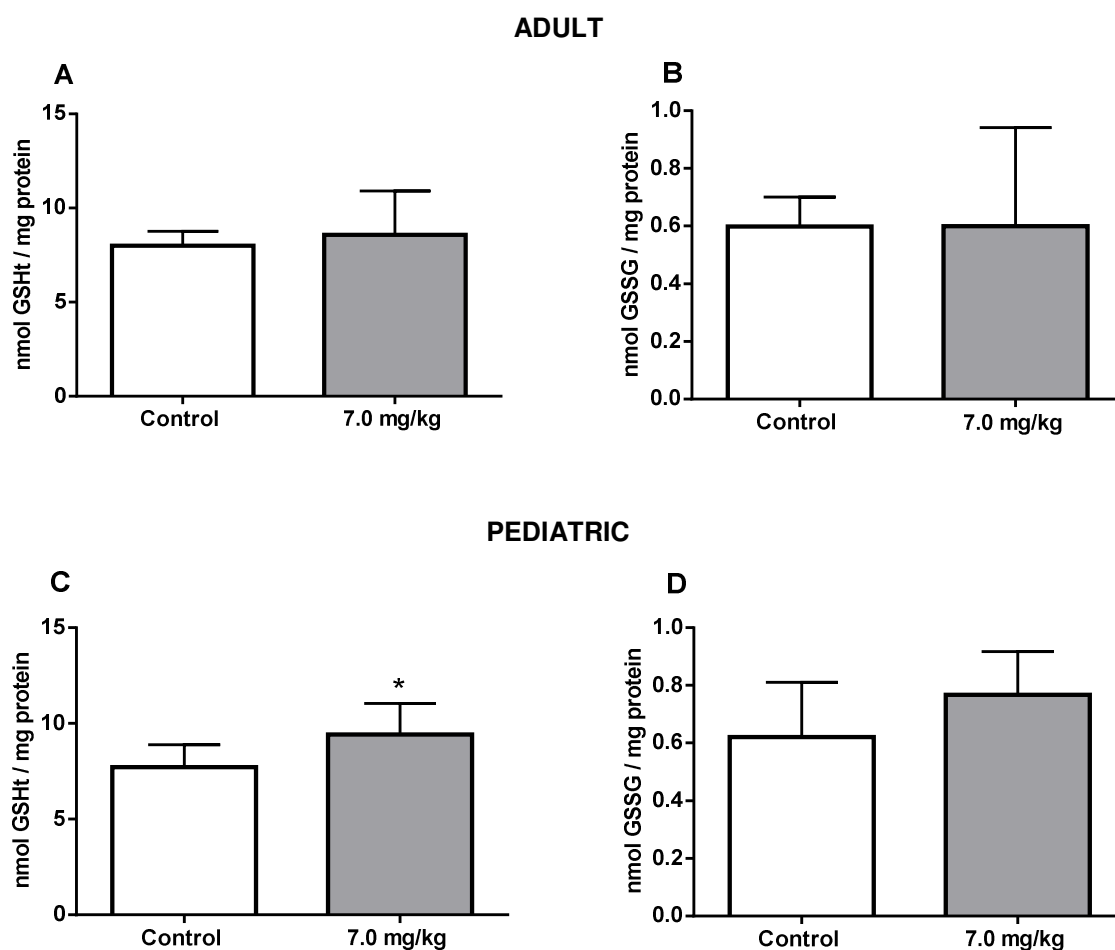 ADULT
A
nmol GSHt / mg protein
15
10
5
0
Control
7.0 mg/kg
B
nmol GSSG / mg protein
1.0
0.8
0.6
0.4
0.2
0.0
Control
7.0 mg/kg
PEDIATRIC
C
nmol GSHt / mg protein
15
10
5
0
*
Control
7.0 mg/kg
D
nmol GSSG / mg protein
1.0
0.8
0.6
0.4
0.2
0.0
Control
7.0 mg/kg